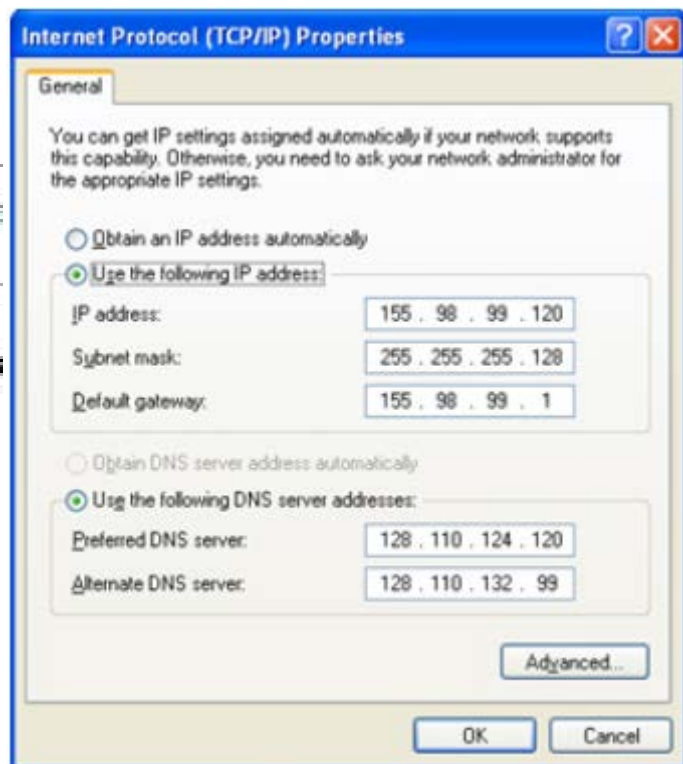 Internet Protocol (TCP/IP) Properties
General
You can get IP settings assigned automatically if your network supports
this capability. Otherwise, you need to ask your network administrator for
the appropriate IP settings.
Obtain an IP address automatically
Use the following IP address:
IP address: 155 . 98 . 99 . 120
Subnet mask: 255 . 255 . 255 . 128
Default gateway: 155 . 98 . 99 . 1
Obtain DNS server address automatically
Use the following DNS server addresses:
Preferred DNS server: 128 . 110 . 124 . 120
Alternate DNS server: 128 . 110 . 132 . 99
Advanced...
OK Cancel